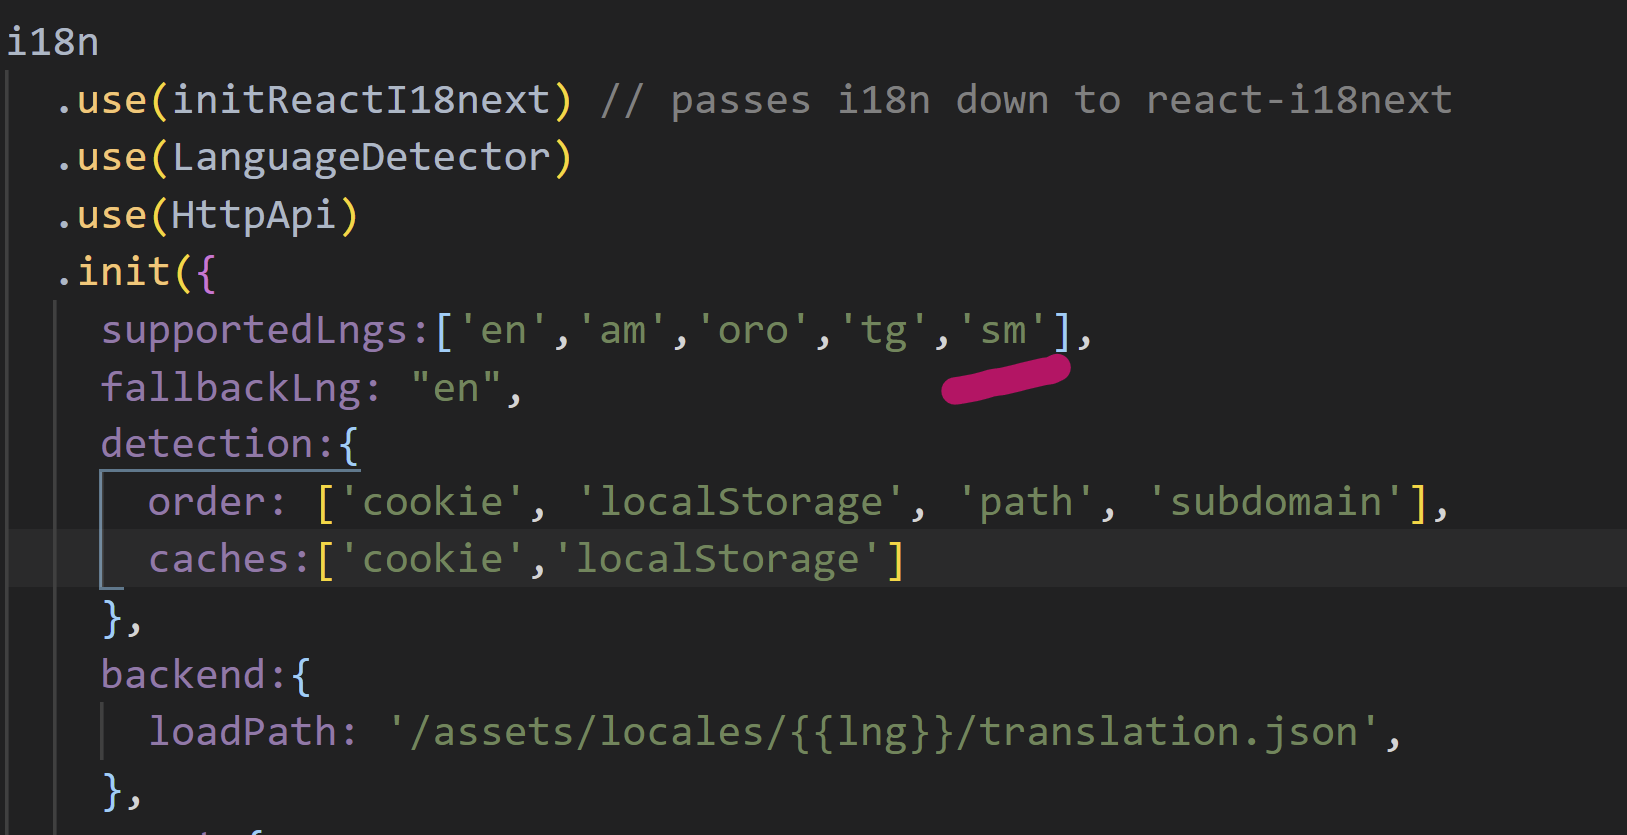 i18n
.use(initReactI18next) // passes i18n down to react-i18next
.use(LanguageDetector)
.use(HttpApi)
.init({
supportedLngs:['en','am','oro','tg','sm'],
fallbackLng: "en",
detection:{
order: ['cookie', 'localStorage', 'path', 'subdomain'],
caches:['cookie','localStorage']
},
backend:{
loadPath: '/assets/locales/{{lng}}/translation.json',
},